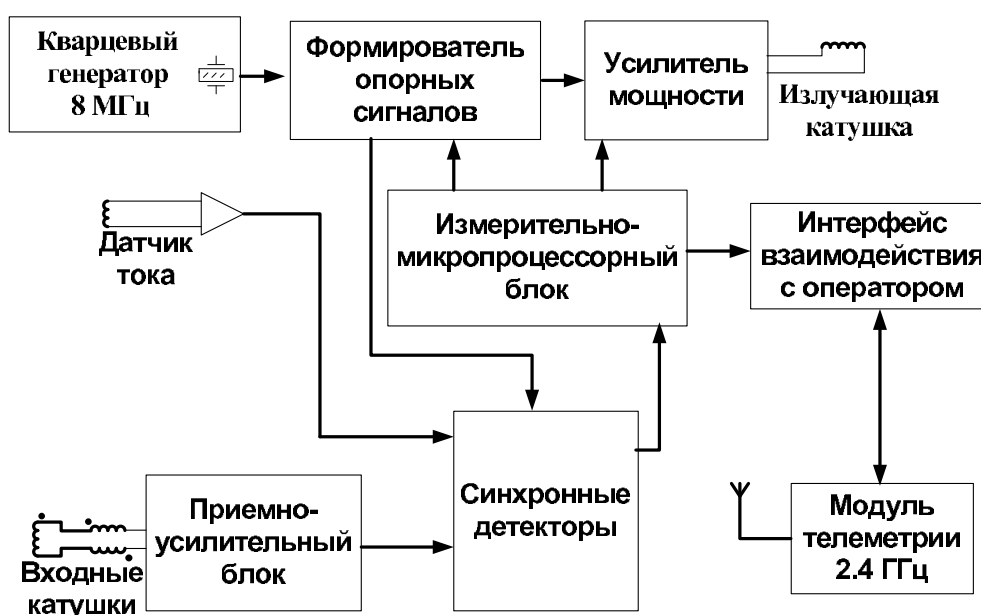 Кварцевый
генератор
8 МГц
Формирователь
опорных
сигналов
Усилитель
мощности
Излучающая
катушка
Датчик
тока
Измерительно-
микропроцессорный
блок
Интерфейс
взаимодействия
с оператором
Приемно-
усилительный
блок
Входные
катушки
Синхронные
детекторы
Модуль
телеметрии
2.4 ГГц